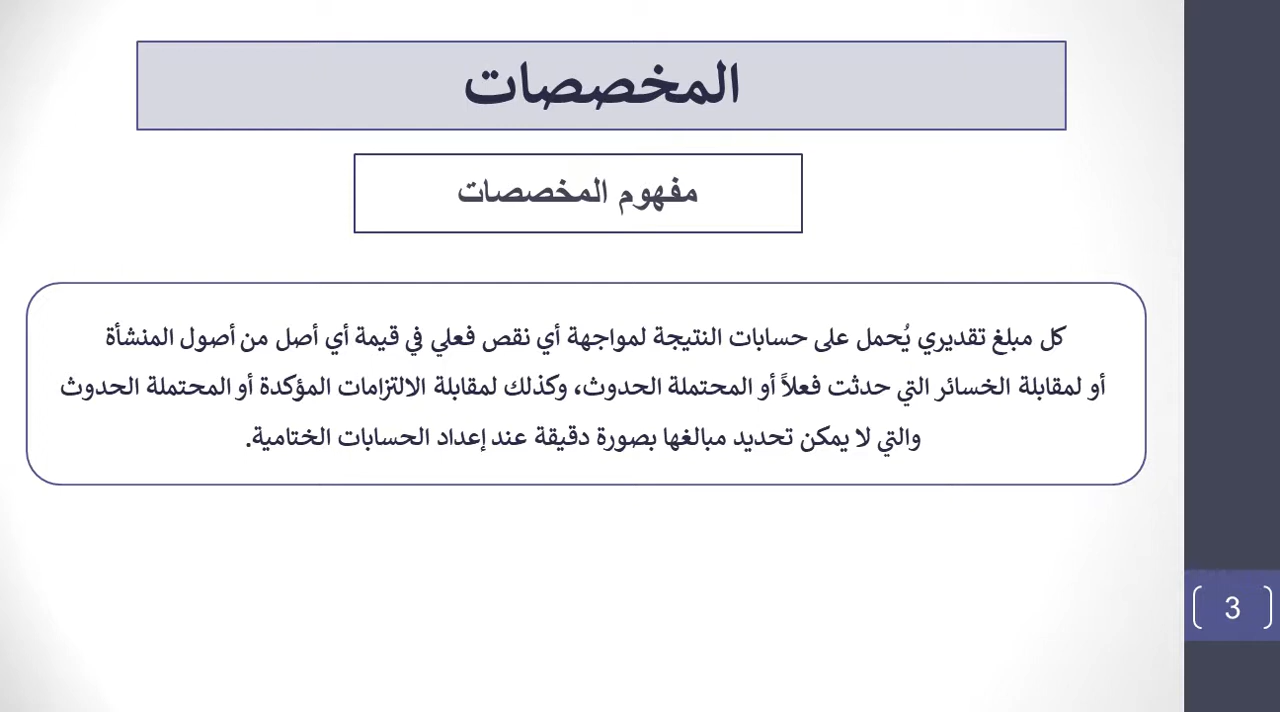 المخصصات
مفهوم المخصصات
كل مبلغ تقديري يُحمل على حسابات النتيجة لمواجهة أي نقص فعلي في قيمة أي أصل من أصول المنشأة
أو لمقابلة الخسائر التي حدثت فعلاً أو المحتملة الحدوث، وكذلك لمقابلة الالتزامات المؤكدة أو المحتملة الحدوث
والتي لا يمكن تحديد مبالغها بصورة دقيقة عند إعداد الحسابات الختامية.
3